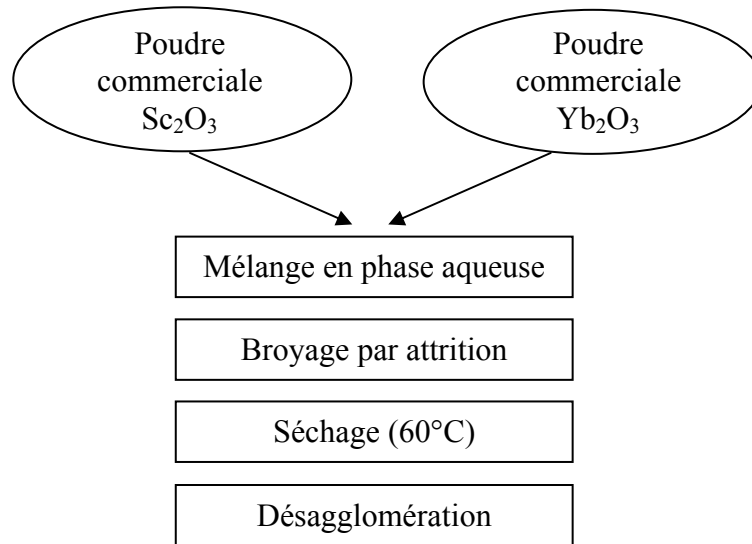 Poudre
commerciale
Sc₂O₃
Poudre
commerciale
Yb₂O₃
Mélange en phase aqueuse
Broyage par attrition
Séchage (60°C)
Désagglomération